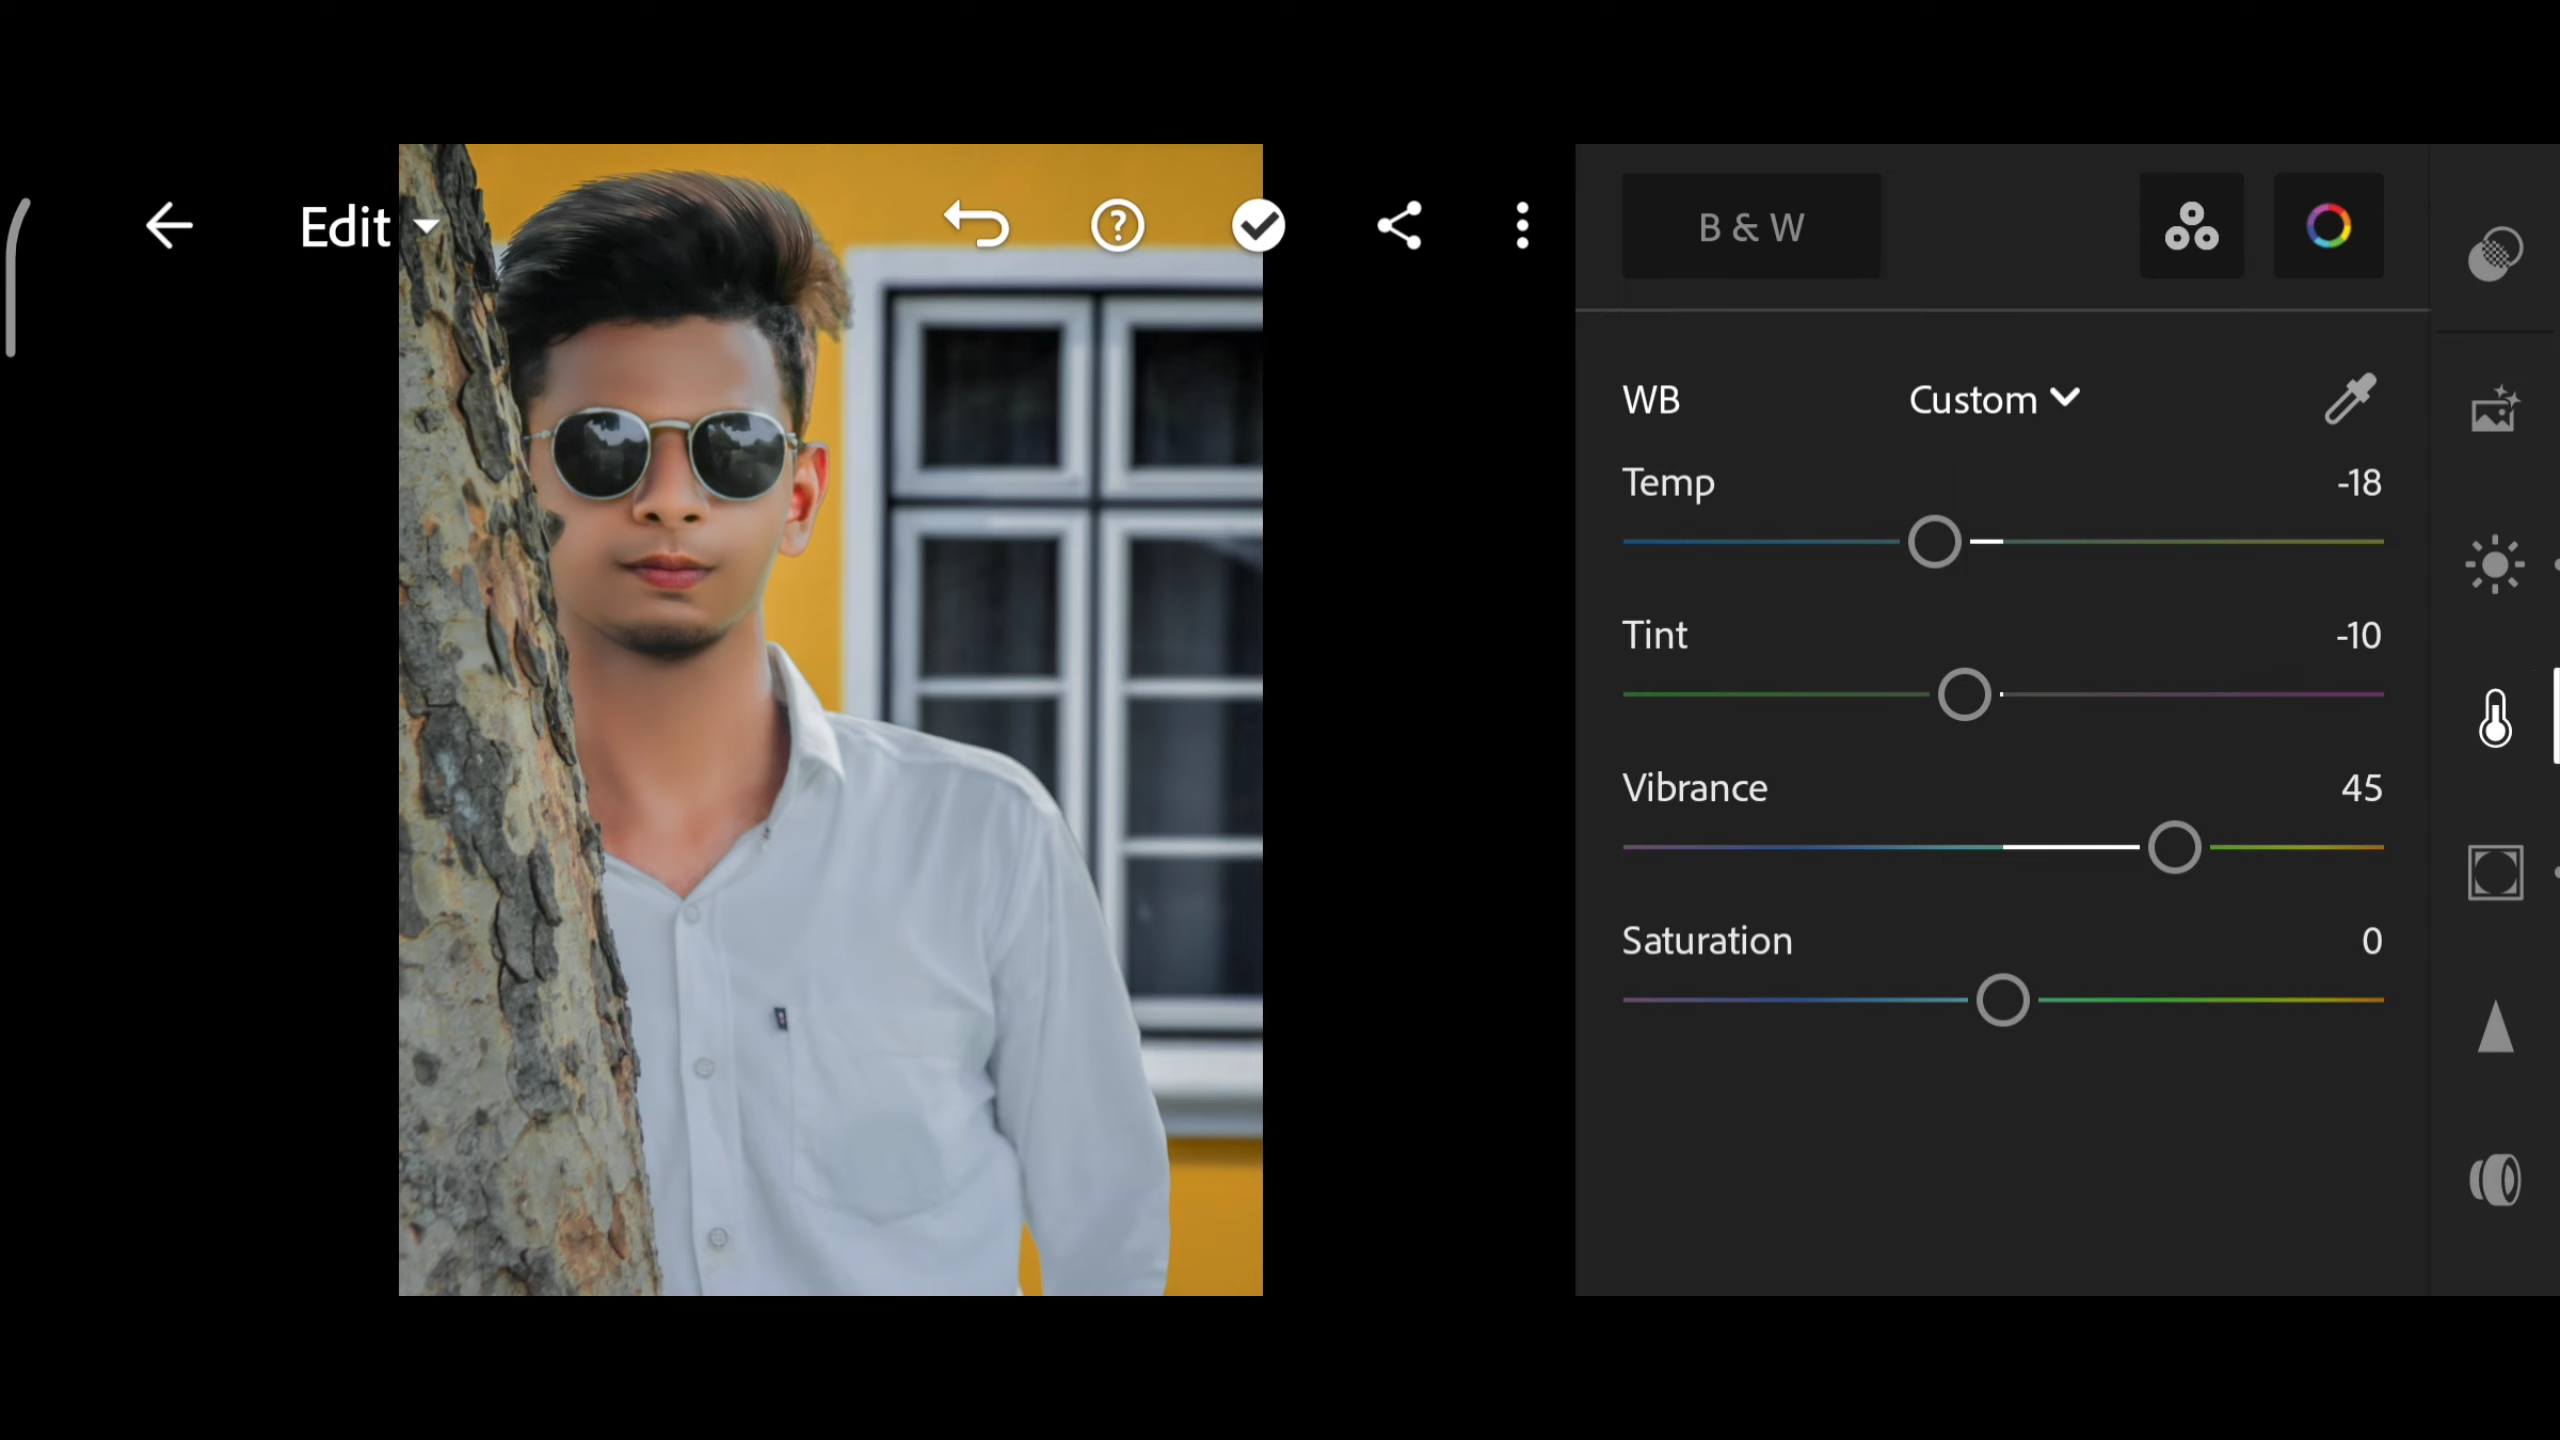 Edit
B & W
WB Custom
Temp -18
Tint -10
Vibrance 45
Saturation 0